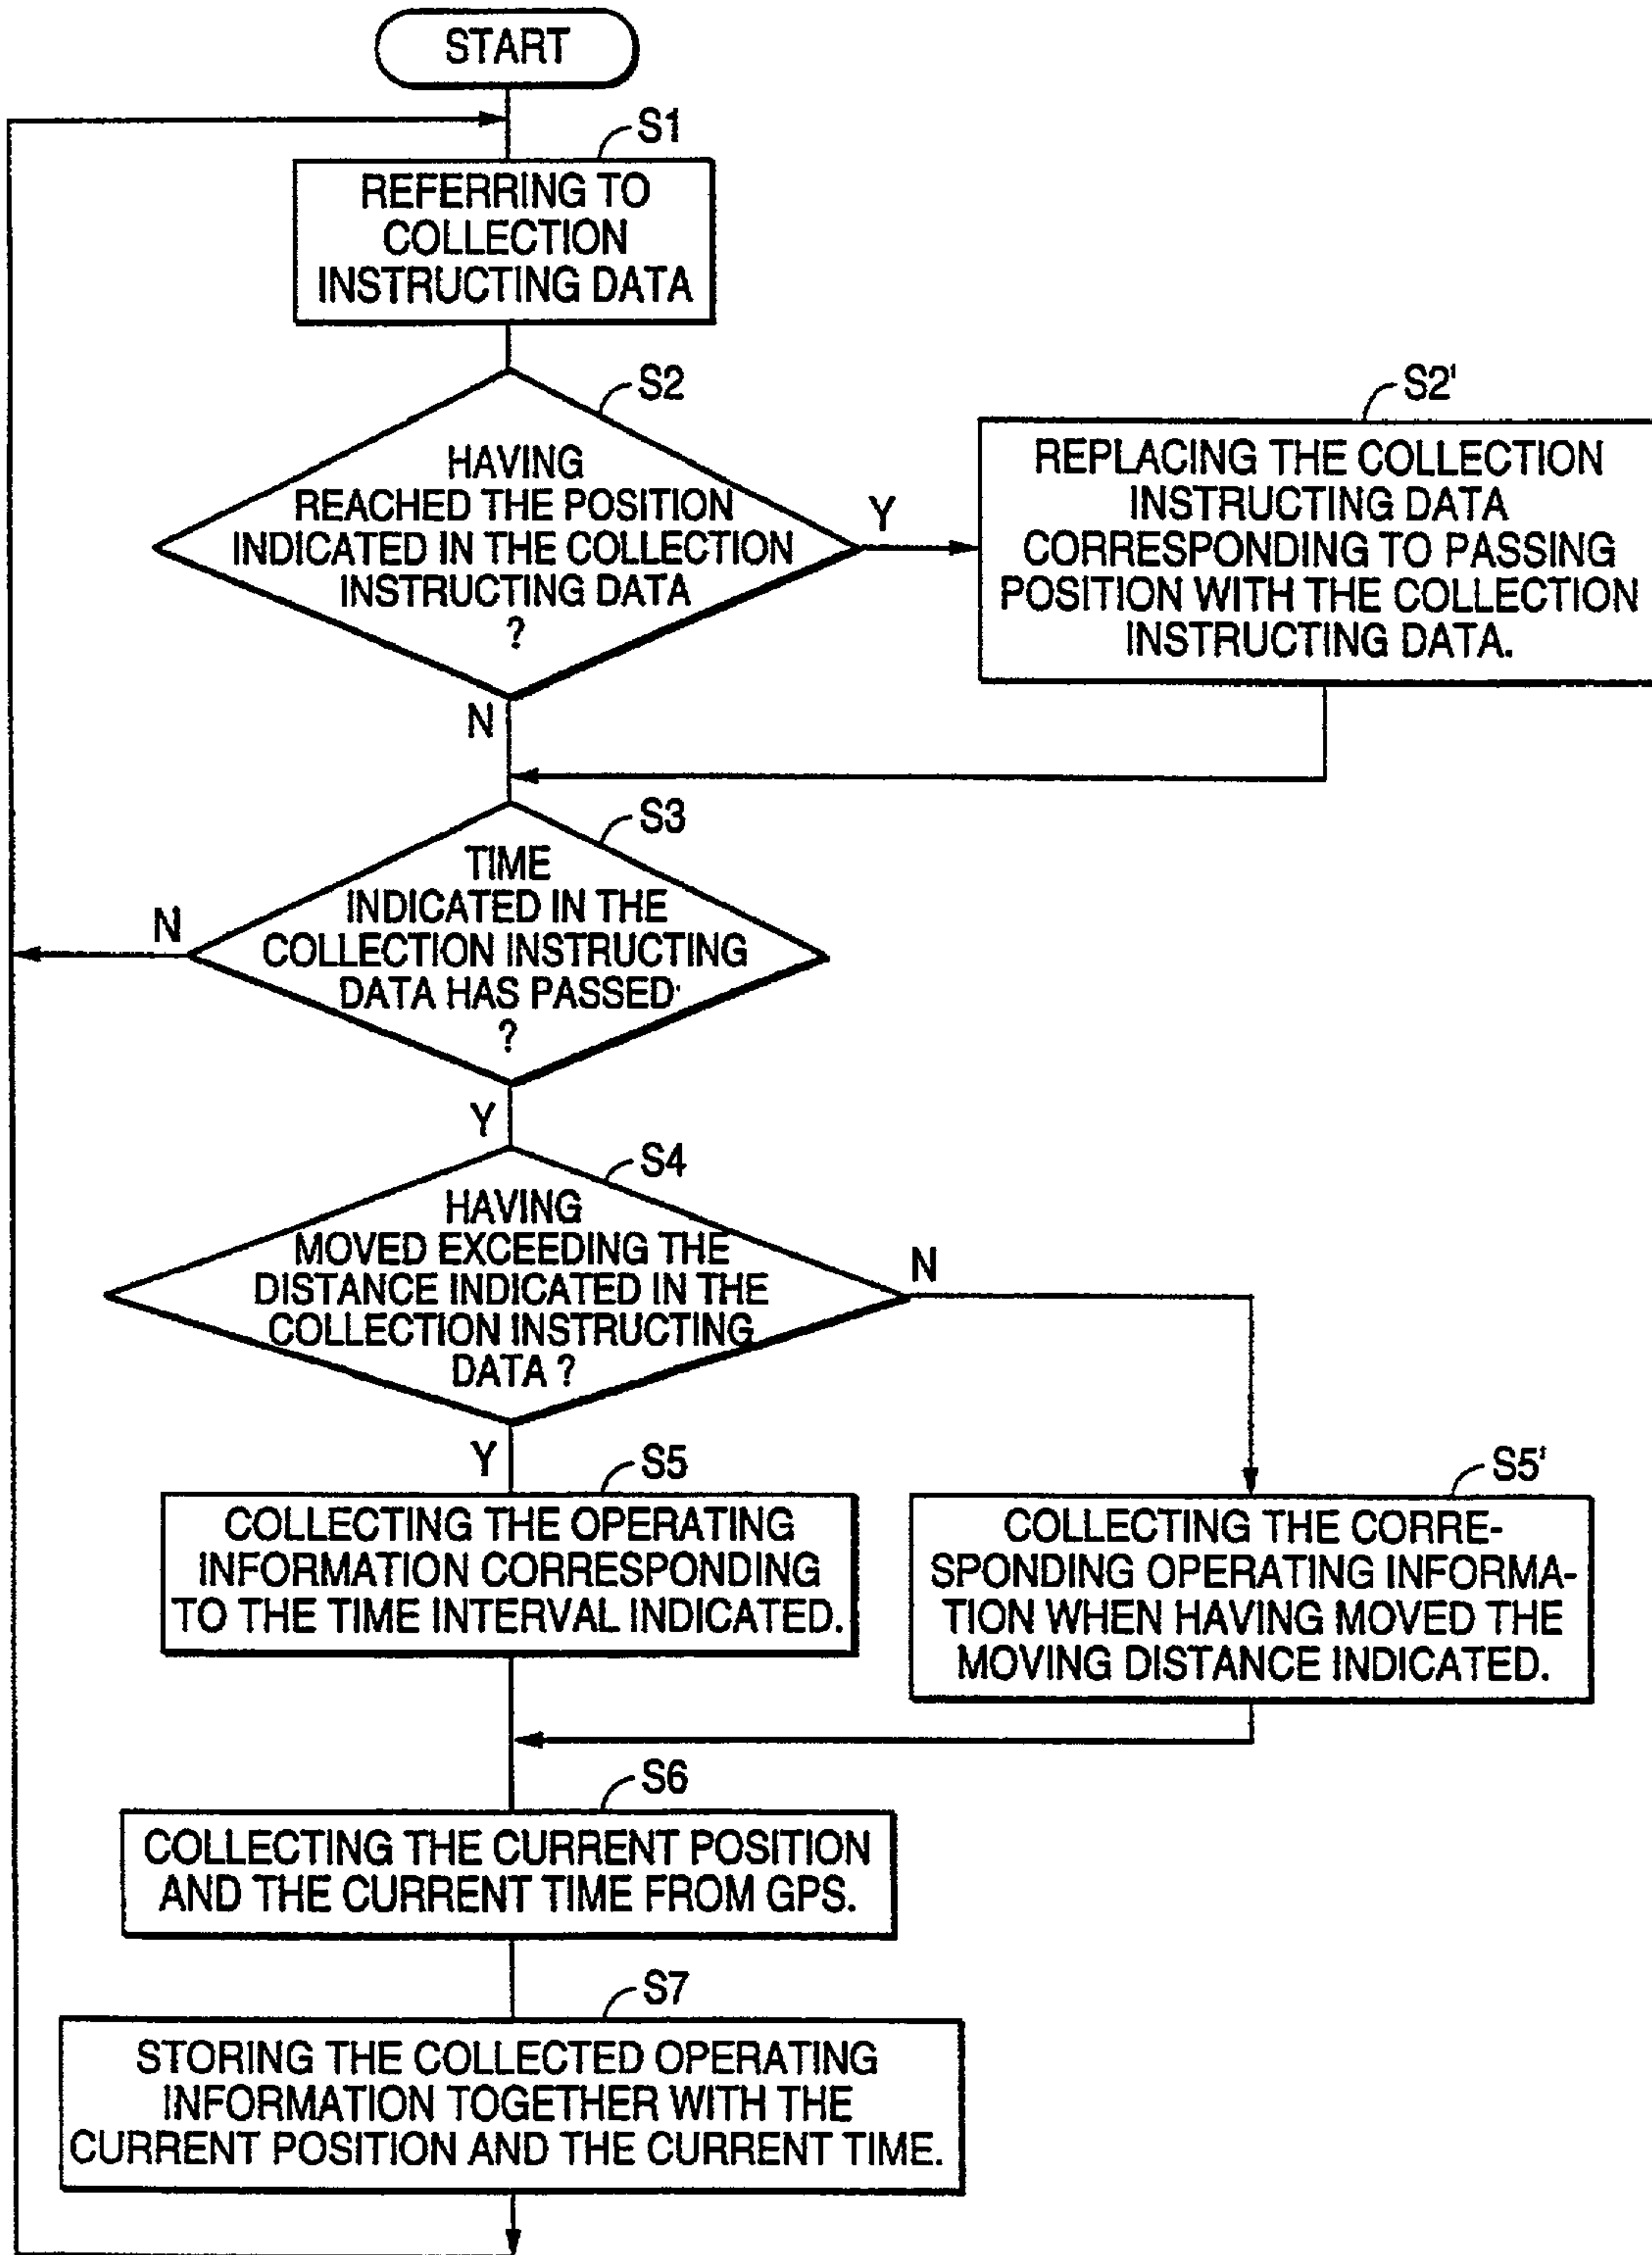 START
S1
REFERRING TO
COLLECTION
INSTRUCTING DATA
S2
HAVING
REACHED THE POSITION
INDICATED IN THE COLLECTION
INSTRUCTING DATA
?
Y
N
S2'
REPLACING THE COLLECTION
INSTRUCTING DATA
CORRESPONDING TO PASSING
POSITION WITH THE COLLECTION
INSTRUCTING DATA.
S3
TIME
INDICATED IN THE
COLLECTION INSTRUCTING
DATA HAS PASSED
?
N
Y
S4
HAVING
MOVED EXCEEDING THE
DISTANCE INDICATED IN THE
COLLECTION INSTRUCTING
DATA ?
N
Y
S5
COLLECTING THE OPERATING
INFORMATION CORRESPONDING
TO THE TIME INTERVAL INDICATED.
S5'
COLLECTING THE CORRE-
SPONDING OPERATING INFORMA-
TION WHEN HAVING MOVED THE
MOVING DISTANCE INDICATED.
S6
COLLECTING THE CURRENT POSITION
AND THE CURRENT TIME FROM GPS.
S7
STORING THE COLLECTED OPERATING
INFORMATION TOGETHER WITH THE
CURRENT POSITION AND THE CURRENT TIME.